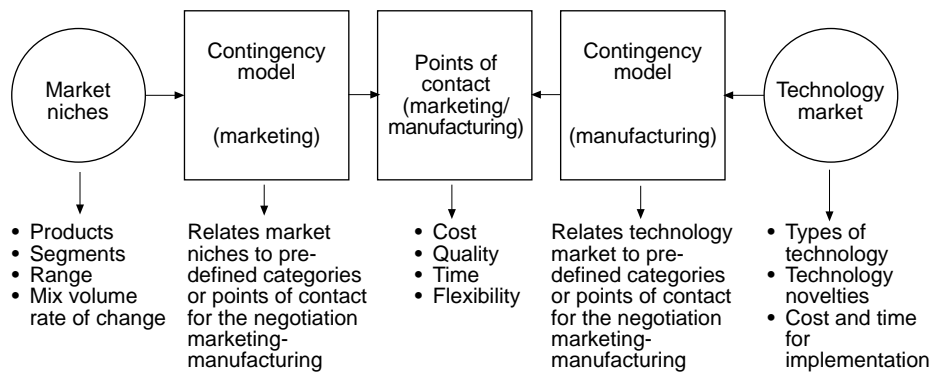 Market
niches
Contingency
model
(marketing)
Points of
contact
(marketing/
manufacturing)
Contingency
model
(manufacturing)
Technology
market
• Products
• Segments
• Range
• Mix volume
rate of change
Relates market
niches to pre-
defined categories
or points of contact
for the negotiation
marketing-
manufacturing
• Cost
• Quality
• Time
• Flexibility
Relates technology
market to pre-
defined categories
or points of contact
for the negotiation
marketing-
manufacturing
• Types of
technology
• Technology
novelties
• Cost and time
for
implementation